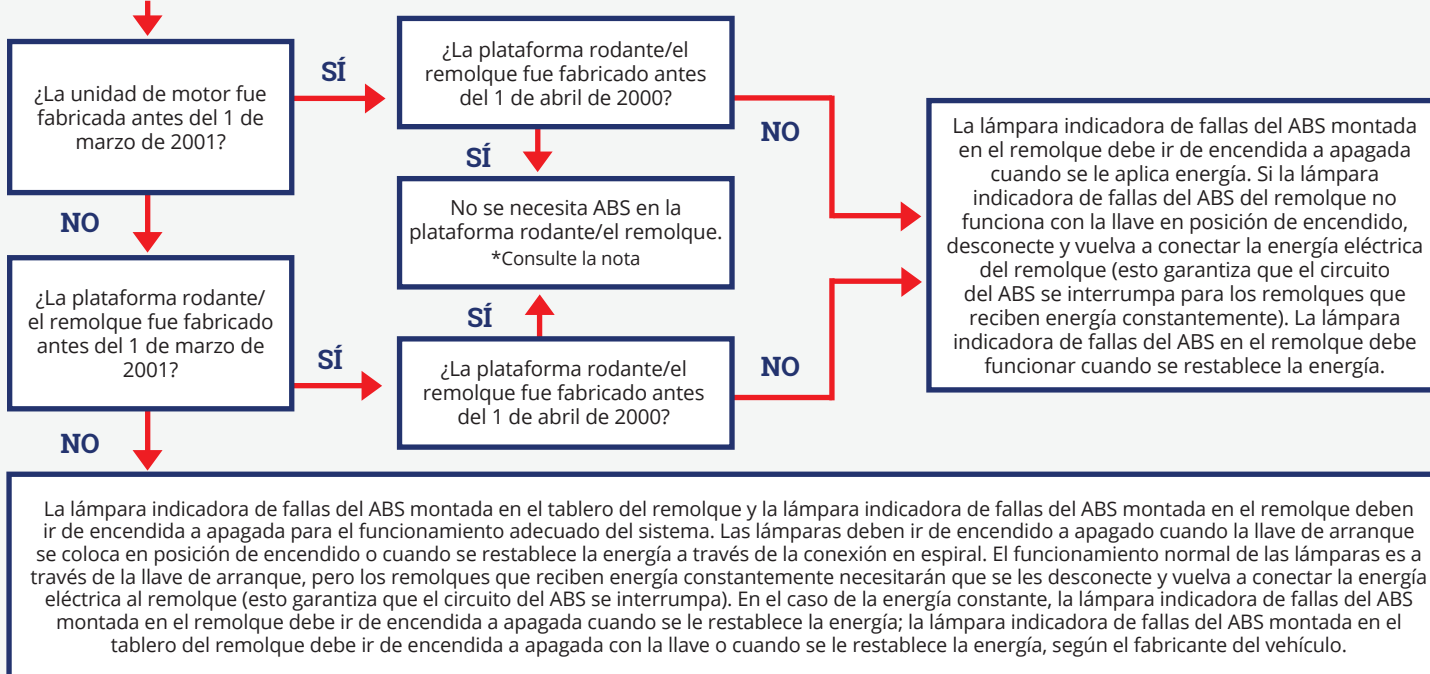 ¿La unidad de motor fue
fabricada antes del 1 de
marzo de 2001?
SÍ
¿La plataforma rodante/el
remolque fue fabricado antes
del 1 de abril de 2000?
NO
SÍ
No se necesita ABS en la
plataforma rodante/el remolque.
*Consulte la nota
La lámpara indicadora de fallas del ABS montada
en el remolque debe ir de encendida a apagada
cuando se le aplica energía. Si la lámpara
indicadora de fallas del ABS del remolque no
funciona con la llave en posición de encendido,
desconecte y vuelva a conectar la energía eléctrica
del remolque (esto garantiza que el circuito
del ABS se interrumpa para los remolques que
reciben energía constantemente). La lámpara
indicadora de fallas del ABS en el remolque debe
funcionar cuando se restablece la energía.
NO
¿La plataforma rodante/
el remolque fue fabricado
antes del 1 de marzo de
2001?
SÍ
SÍ
¿La plataforma rodante/el
remolque fue fabricado antes
del 1 de abril de 2000?
NO
NO
La lámpara indicadora de fallas del ABS montada en el tablero del remolque y la lámpara indicadora de fallas del ABS montada en el remolque deben
ir de encendida a apagada para el funcionamiento adecuado del sistema. Las lámparas deben ir de encendido a apagado cuando la llave de arranque
se coloca en posición de encendido o cuando se restablece la energía a través de la conexión en espiral. El funcionamiento normal de las lámparas es a
través de la llave de arranque, pero los remolques que reciben energía constantemente necesitarán que se les desconecte y vuelva a conectar la energía
eléctrica al remolque (esto garantiza que el circuito del ABS se interrumpa). En el caso de la energía constante, la lámpara indicadora de fallas del ABS
montada en el remolque debe ir de encendida a apagada cuando se le restablece la energía; la lámpara indicadora de fallas del ABS montada en el
tablero del remolque debe ir de encendida a apagada con la llave o cuando se le restablece la energía, según el fabricante del vehículo.